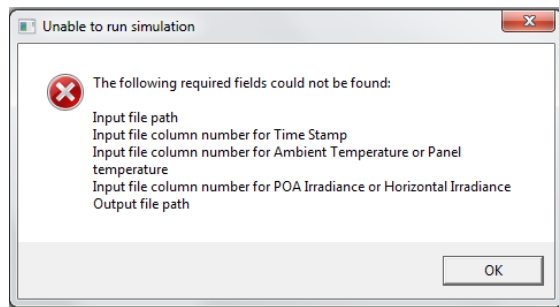 Unable to run simulation
The following required fields could not be found:
Input file path
Input file column number for Time Stamp
Input file column number for Ambient Temperature or Panel
temperature
Input file column number for POA Irradiance or Horizontal Irradiance
Output file path
OK